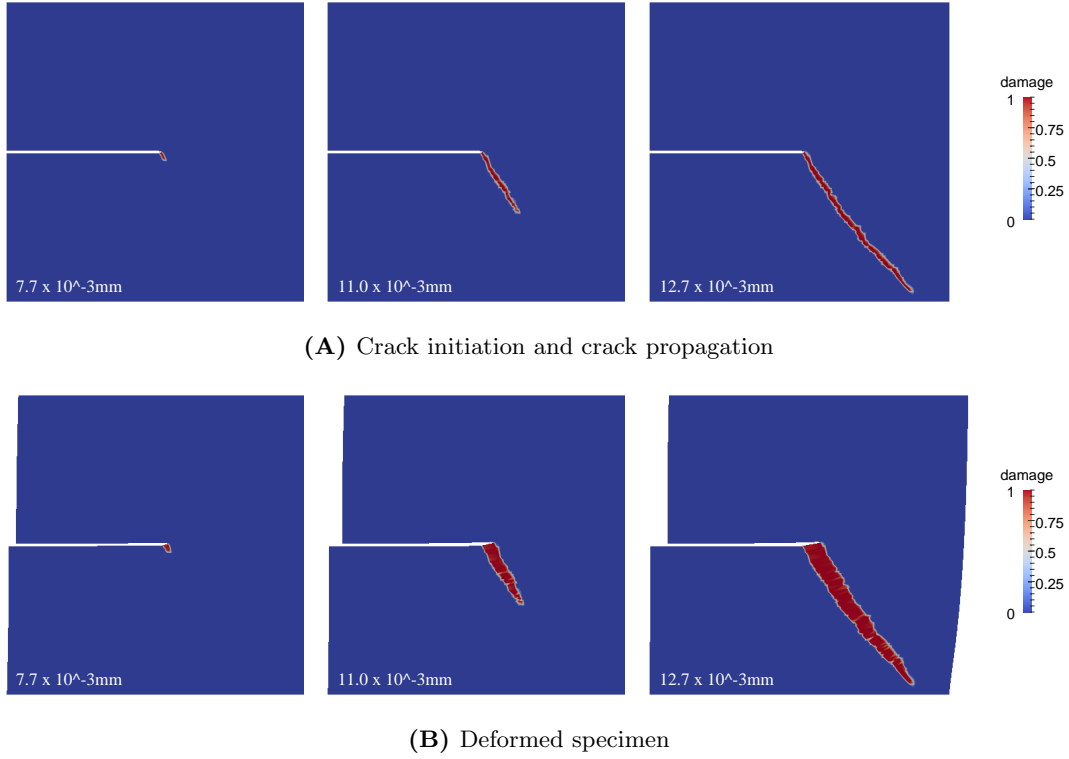 damage
1
0.75
0.5
0.25
0
7.7 x 10^-3mm
11.0 x 10^-3mm
12.7 x 10^-3mm
(A) Crack initiation and crack propagation
damage
1
0.75
0.5
0.25
0
7.7 x 10^-3mm
11.0 x 10^-3mm
12.7 x 10^-3mm
(B) Deformed specimen